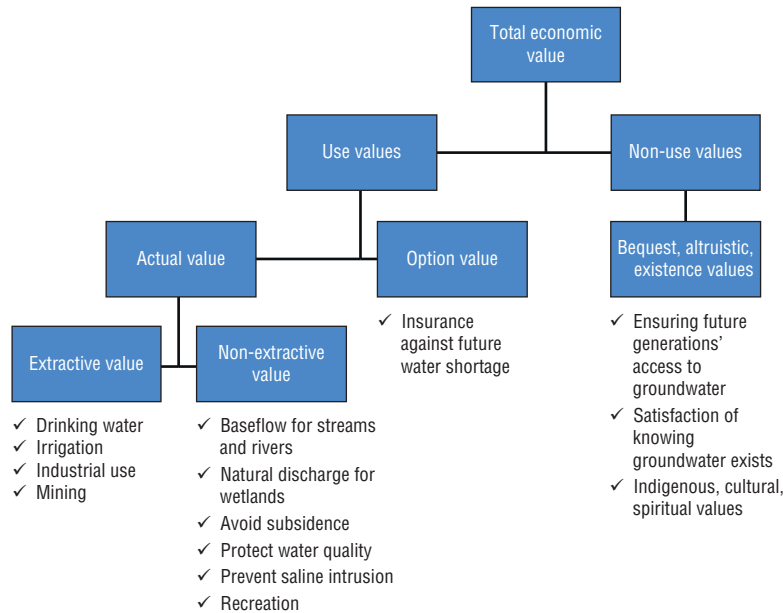 Total economic
value
Use values
Non-use values
Actual value
Option value
Bequest, altruistic,
existence values
Extractive value
Non-extractive
value
✓ Insurance
against future
water shortage
✓ Ensuring future
generations’
access to
groundwater
✓ Satisfaction of
knowing
groundwater exists
✓ Indigenous, cultural,
spiritual values
✓ Drinking water
✓ Irrigation
✓ Industrial use
✓ Mining
✓ Baseflow for streams
and rivers
✓ Natural discharge for
wetlands
✓ Avoid subsidence
✓ Protect water quality
✓ Prevent saline intrusion
✓ Recreation